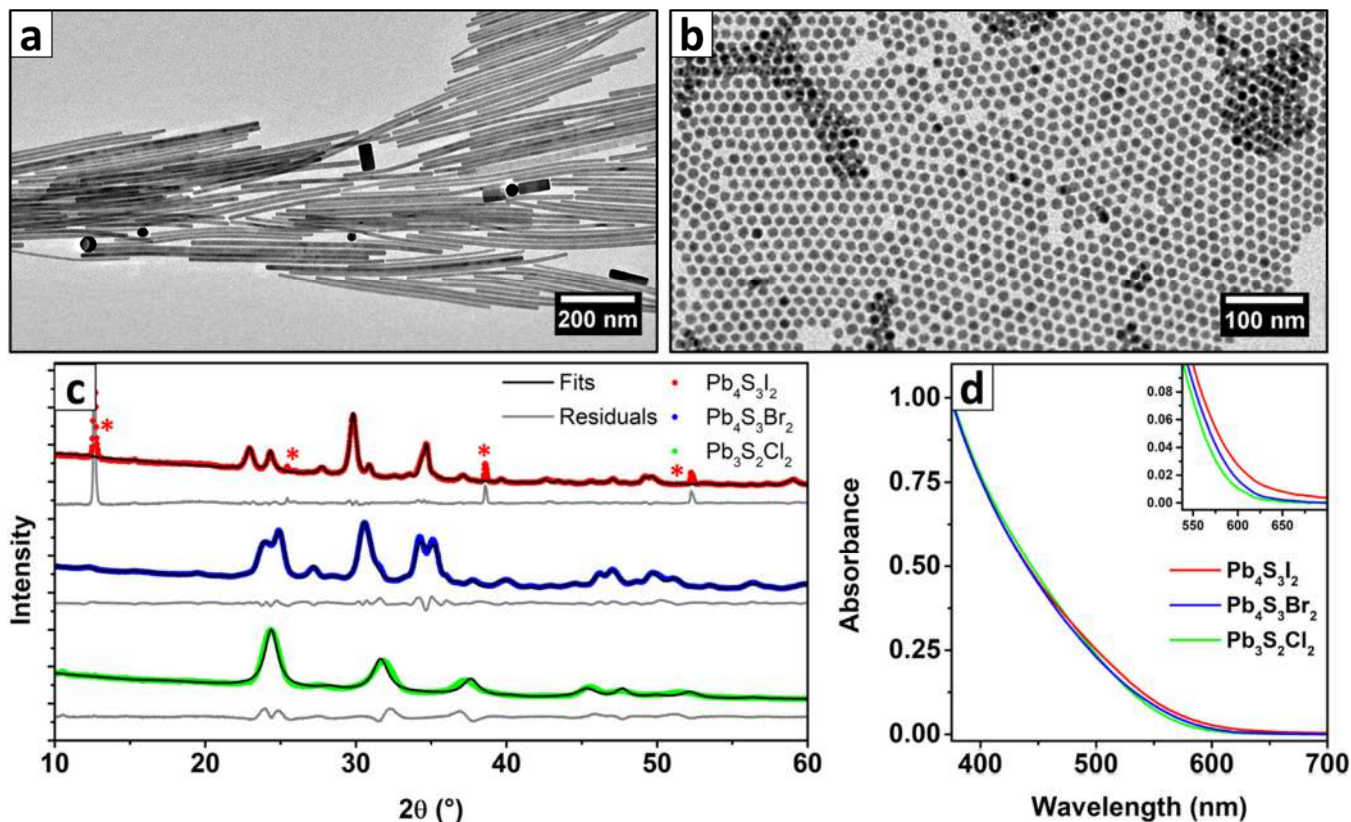 a
200 nm
b
100 nm
c
Fits
Residuals
Pb₄S₃I₂
Pb₄S₃Br₂
Pb₃S₂Cl₂
*
*
*
*
Intensity
10 20 30 40 50 60
2θ (°)
d
1.00
0.75
0.50
0.25
0.00
Absorbance
0.08
0.06
0.04
0.02
0.00
550 600 650
Pb₄S₃I₂
Pb₄S₃Br₂
Pb₃S₂Cl₂
400 500 600 700
Wavelength (nm)